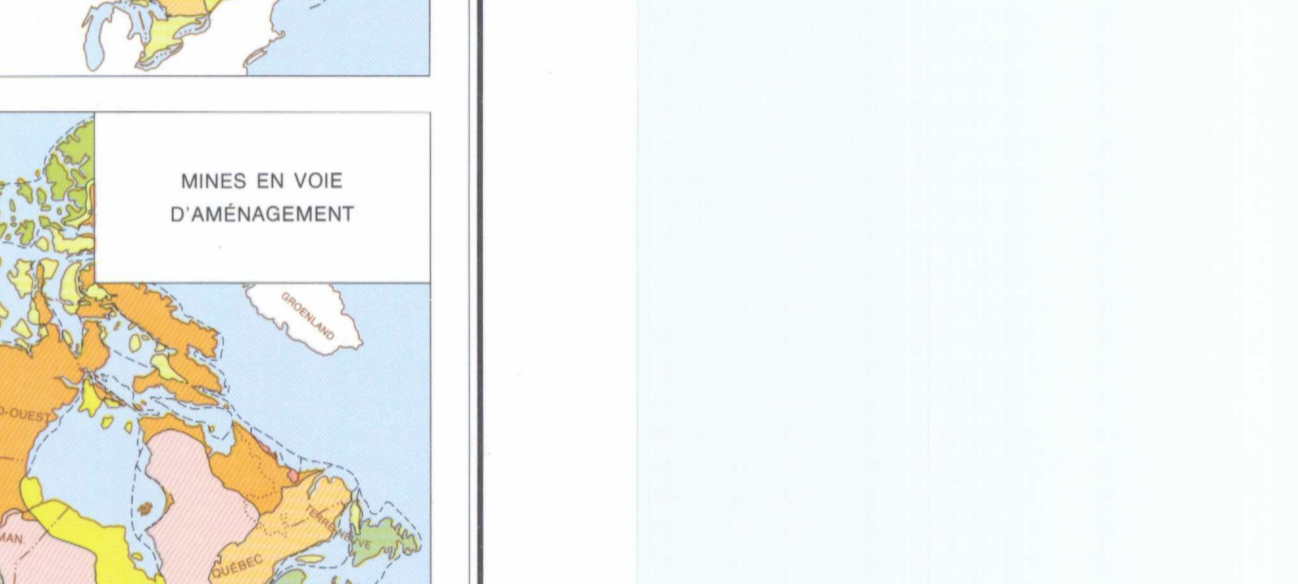 MINES EN VOIE
D'AMÉNAGEMENT
GROENLAND
D-OUEST
TERRE-NEUVE
MAN.
QUÉBEC